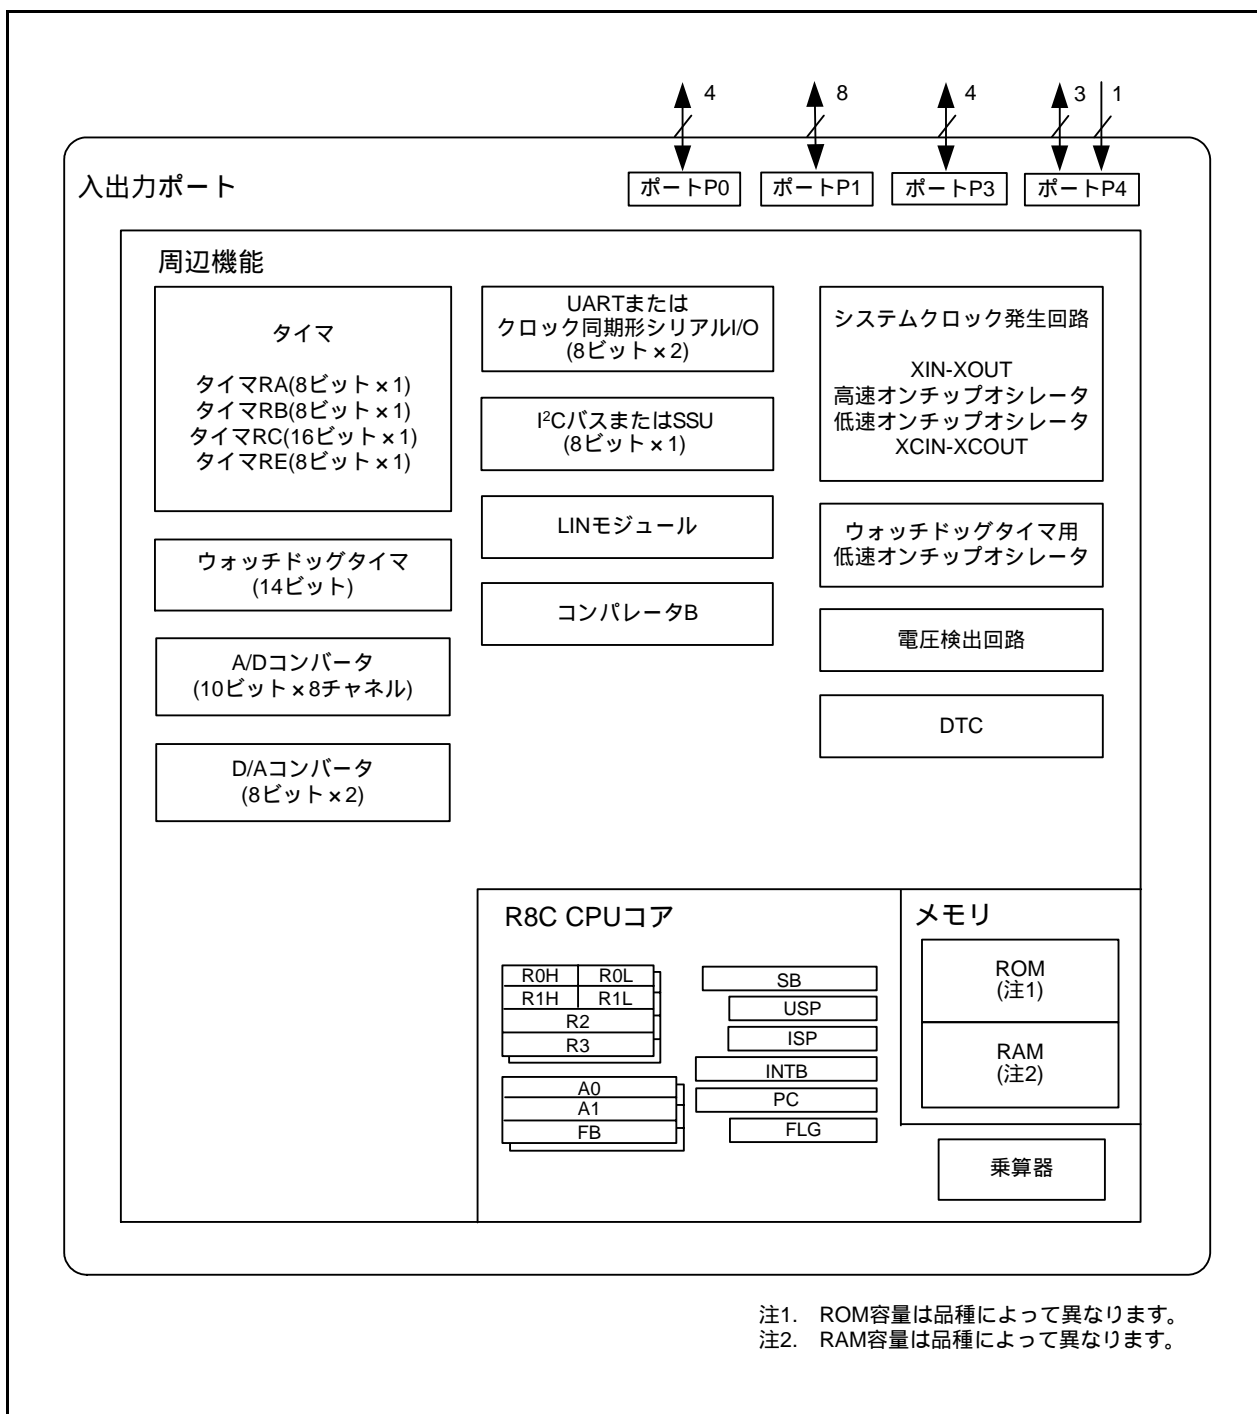 4
8
4
3
1
入出力ポート
ポートP0
ポートP1
ポートP3
ポートP4
周辺機能
タイマ
タイマRA(8ビット×1)
タイマRB(8ビット×1)
タイマRC(16ビット×1)
タイマRE(8ビット×1)
ウォッチドッグタイマ
(14ビット)
A/Dコンバータ
(10ビット×8チャネル)
D/Aコンバータ
(8ビット×2)
UARTまたは
クロック同期形シリアルI/O
(8ビット×2)
I²CバスまたはSSU
(8ビット×1)
LINモジュール
コンパレータB
システムクロック発生回路
XIN-XOUT
高速オンチップオシレータ
低速オンチップオシレータ
XCIN-XCOUT
ウォッチドッグタイマ用
低速オンチップオシレータ
電圧検出回路
DTC
R8C CPUコア
R0H
R0L
R1H
R1L
R2
R3
A0
A1
FB
SB
USP
ISP
INTB
PC
FLG
メモリ
ROM
(注1)
RAM
(注2)
乗算器
注1. ROM容量は品種によって異なります。
注2. RAM容量は品種によって異なります。